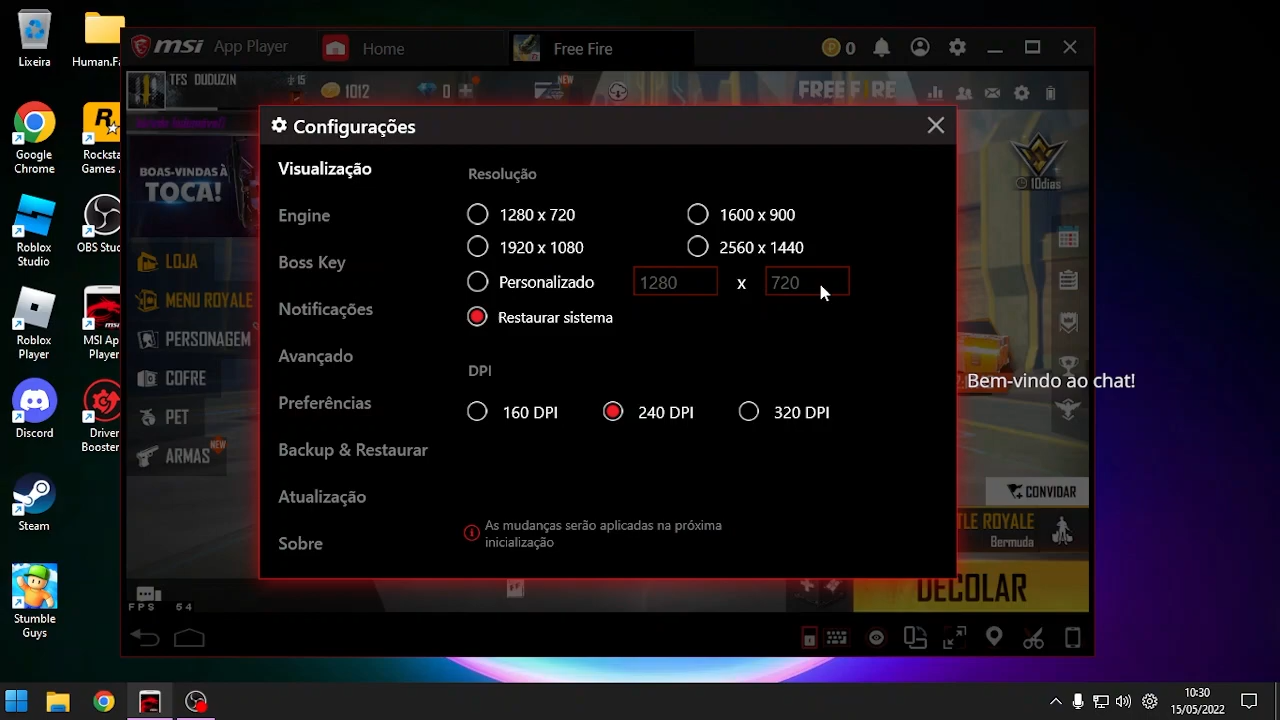 Lixeira
Human.Fa
Google
Chrome
Rockstar
Games
Roblox
Studio
OBS Studio
Roblox
Player
MSI Ap
Player
Discord
Driver
Booster
Steam
Stumble
Guys
msi App Player
Home
Free Fire
0
TFS DUDUZIN
15
1012
0
NEW
FREE FIRE
BOAS-VINDAS À
TOCA!
10dias
LOJA
MENU ROYALE
PERSONAGEM
COFRE
PET
ARMAS
NEW
Configurações
Visualização
Engine
Boss Key
Notificações
Avançado
Preferências
Backup & Restaurar
Atualização
Sobre
Resolução
1280 x 720
1600 x 900
1920 x 1080
2560 x 1440
Personalizado
1280 x 720
Restaurar sistema
DPI
160 DPI
240 DPI
320 DPI
As mudanças serão aplicadas na próxima
inicialização
Bem-vindo ao chat!
CONVIDAR
TLE ROYALE
Bermuda
DECOLAR
FPS 54
10:30
15/05/2022